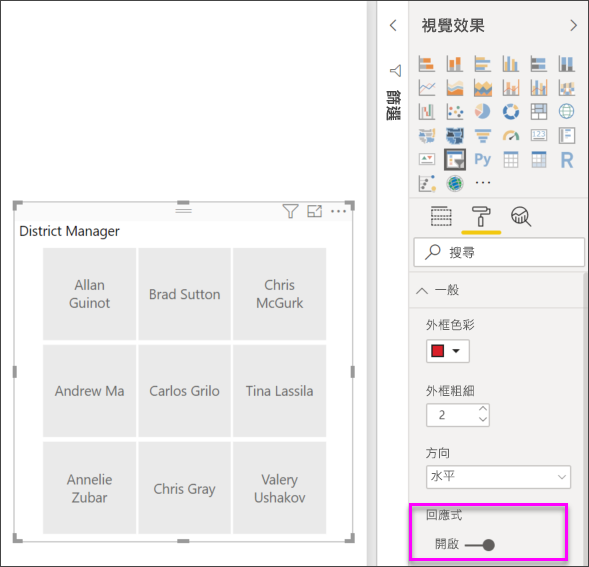 視覺效果
篩選
123
Py
R
搜尋
一般
外框色彩
外框粗細
2
方向
水平
回應式
開啟
District Manager
Allan
Guinot
Brad Sutton
Chris
McGurk
Andrew Ma
Carlos Grilo
Tina Lassila
Annelie
Zubar
Chris Gray
Valery
Ushakov